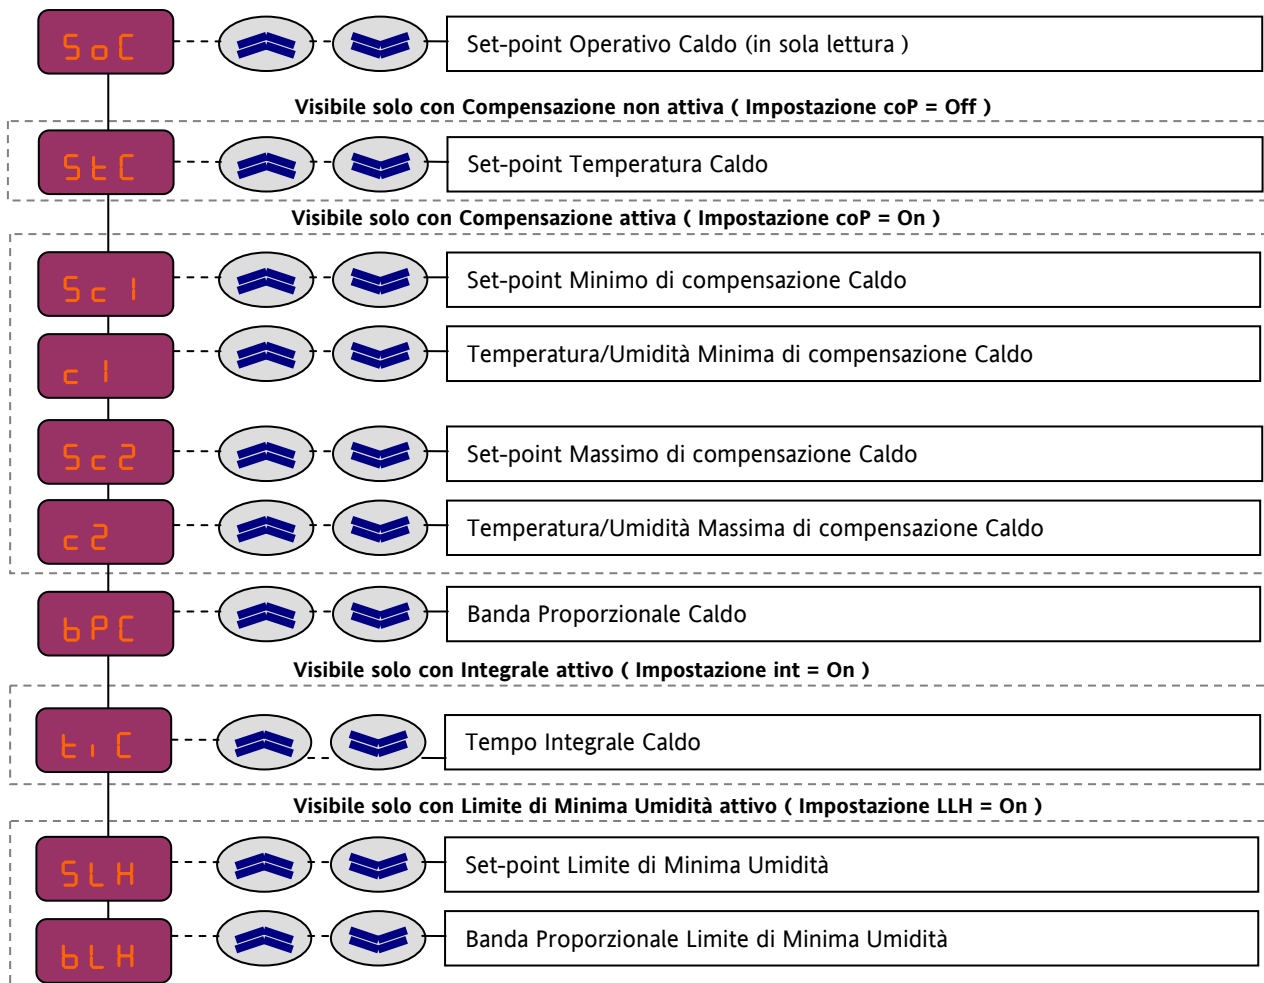 SoC Set-point Operativo Caldo (in sola lettura )
Visibile solo con Compensazione non attiva ( Impostazione coP = Off )
StC Set-point Temperatura Caldo
Visibile solo con Compensazione attiva ( Impostazione coP = On )
Sc1 Set-point Minimo di compensazione Caldo
c1 Temperatura/Umidità Minima di compensazione Caldo
Sc2 Set-point Massimo di compensazione Caldo
c2 Temperatura/Umidità Massima di compensazione Caldo
bPC Banda Proporzionale Caldo
Visibile solo con Integrale attivo ( Impostazione int = On )
tiC Tempo Integrale Caldo
Visibile solo con Limite di Minima Umidità attivo ( Impostazione LLH = On )
SLH Set-point Limite di Minima Umidità
bLH Banda Proporzionale Limite di Minima Umidità